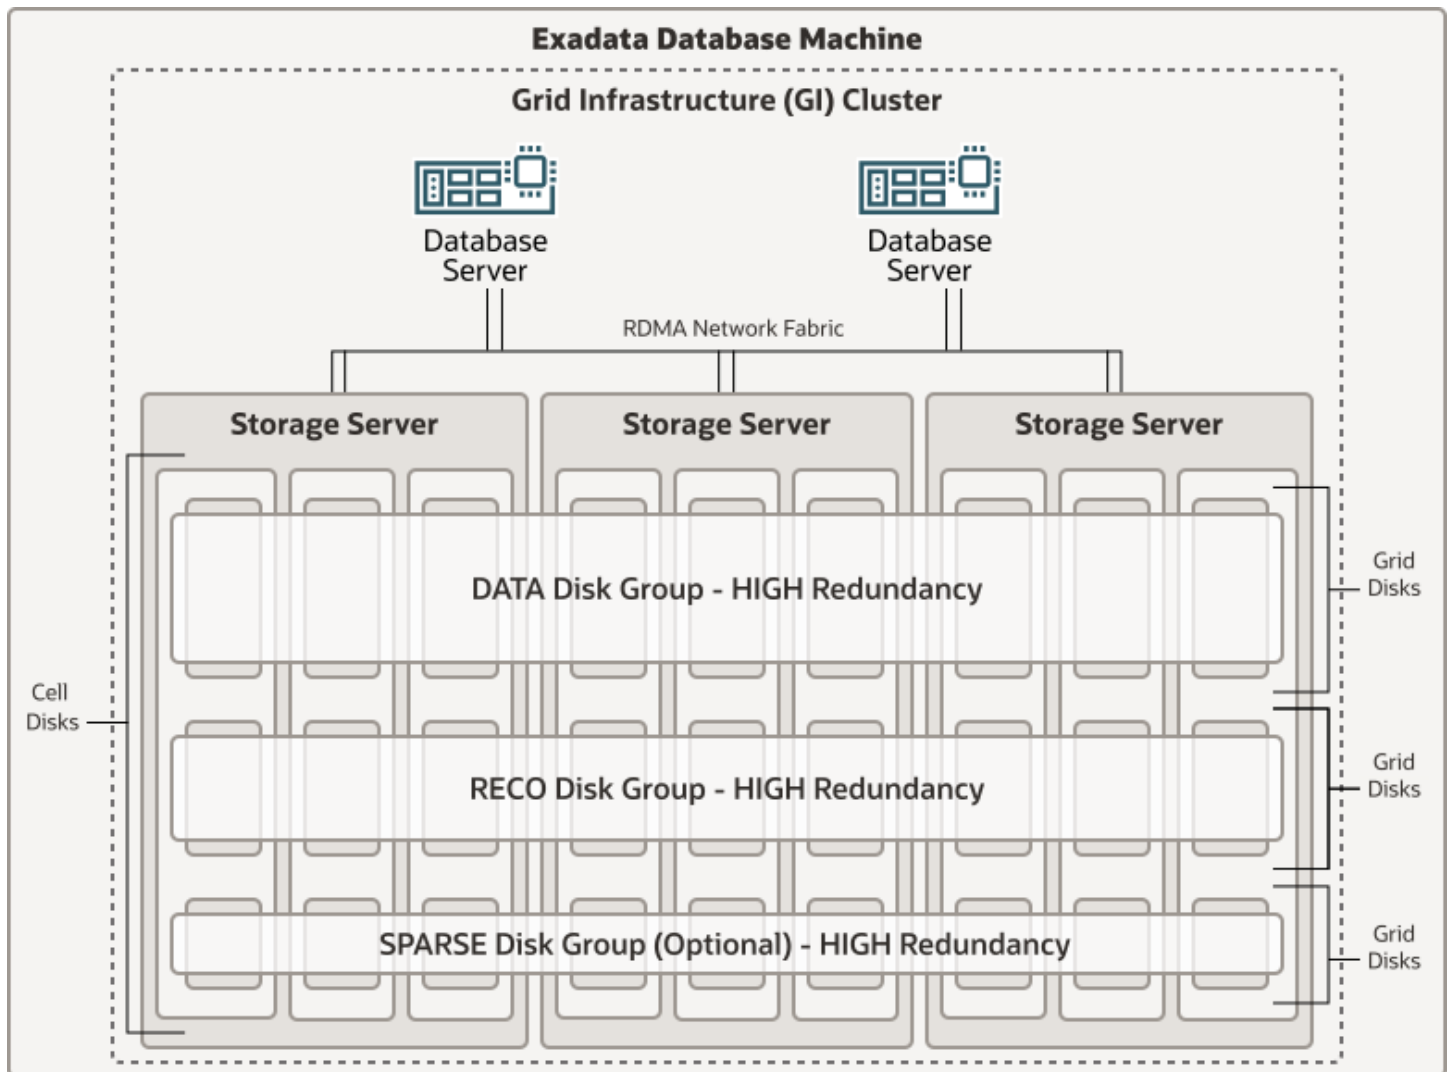 Exadata Database Machine
Grid Infrastructure (GI) Cluster
Database
Server
Database
Server
RDMA Network Fabric
Storage Server
Storage Server
Storage Server
DATA Disk Group - HIGH Redundancy
Grid
Disks
Cell
Disks
RECO Disk Group - HIGH Redundancy
Grid
Disks
SPARSE Disk Group (Optional) - HIGH Redundancy
Grid
Disks